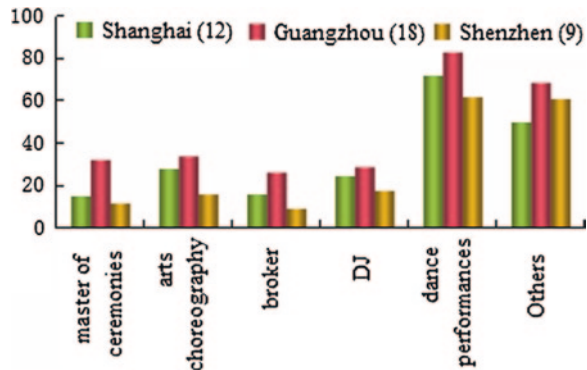 100
80
60
40
20
0
Shanghai (12) Guangzhou (18) Shenzhen (9)
master of
ceremonies
arts
choreography
broker
DJ
dance
performances
Others